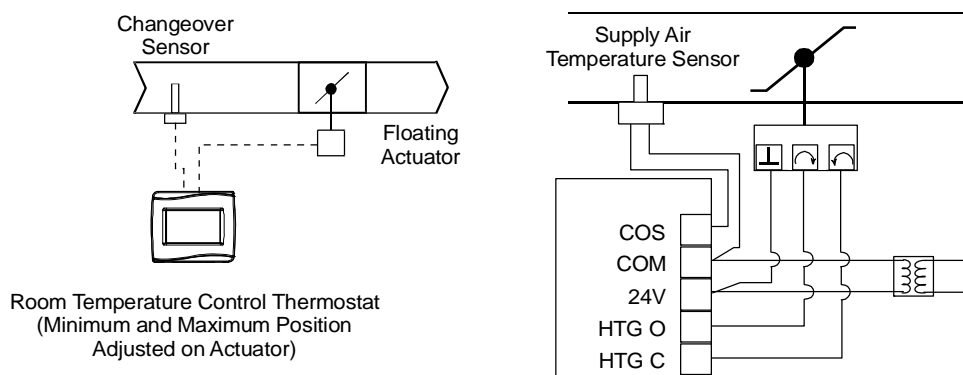 Changeover
Sensor
Floating
Actuator
Room Temperature Control Thermostat
(Minimum and Maximum Position
Adjusted on Actuator)
Supply Air
Temperature Sensor
COS
COM
24V
HTG O
HTG C